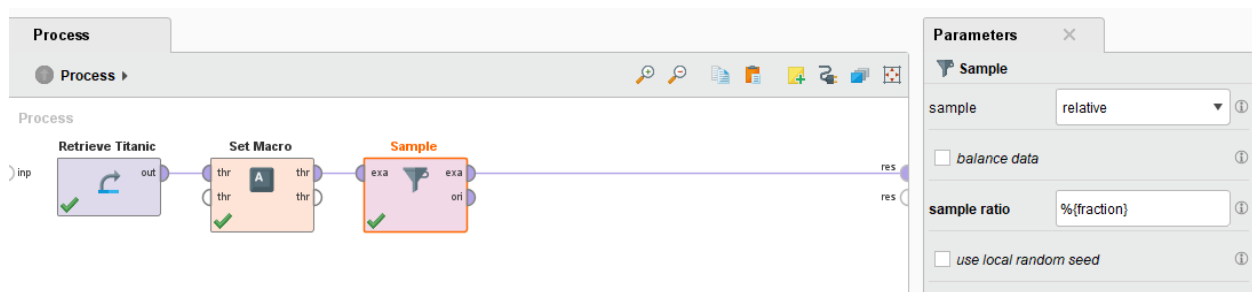 Process
Process
Process
Retrieve Titanic
Set Macro
Sample
inp
out
thr
thr
exa
exa
res
thr
thr
ori
res
A
Parameters
Sample
sample
relative
balance data
sample ratio
%{fraction}
use local random seed